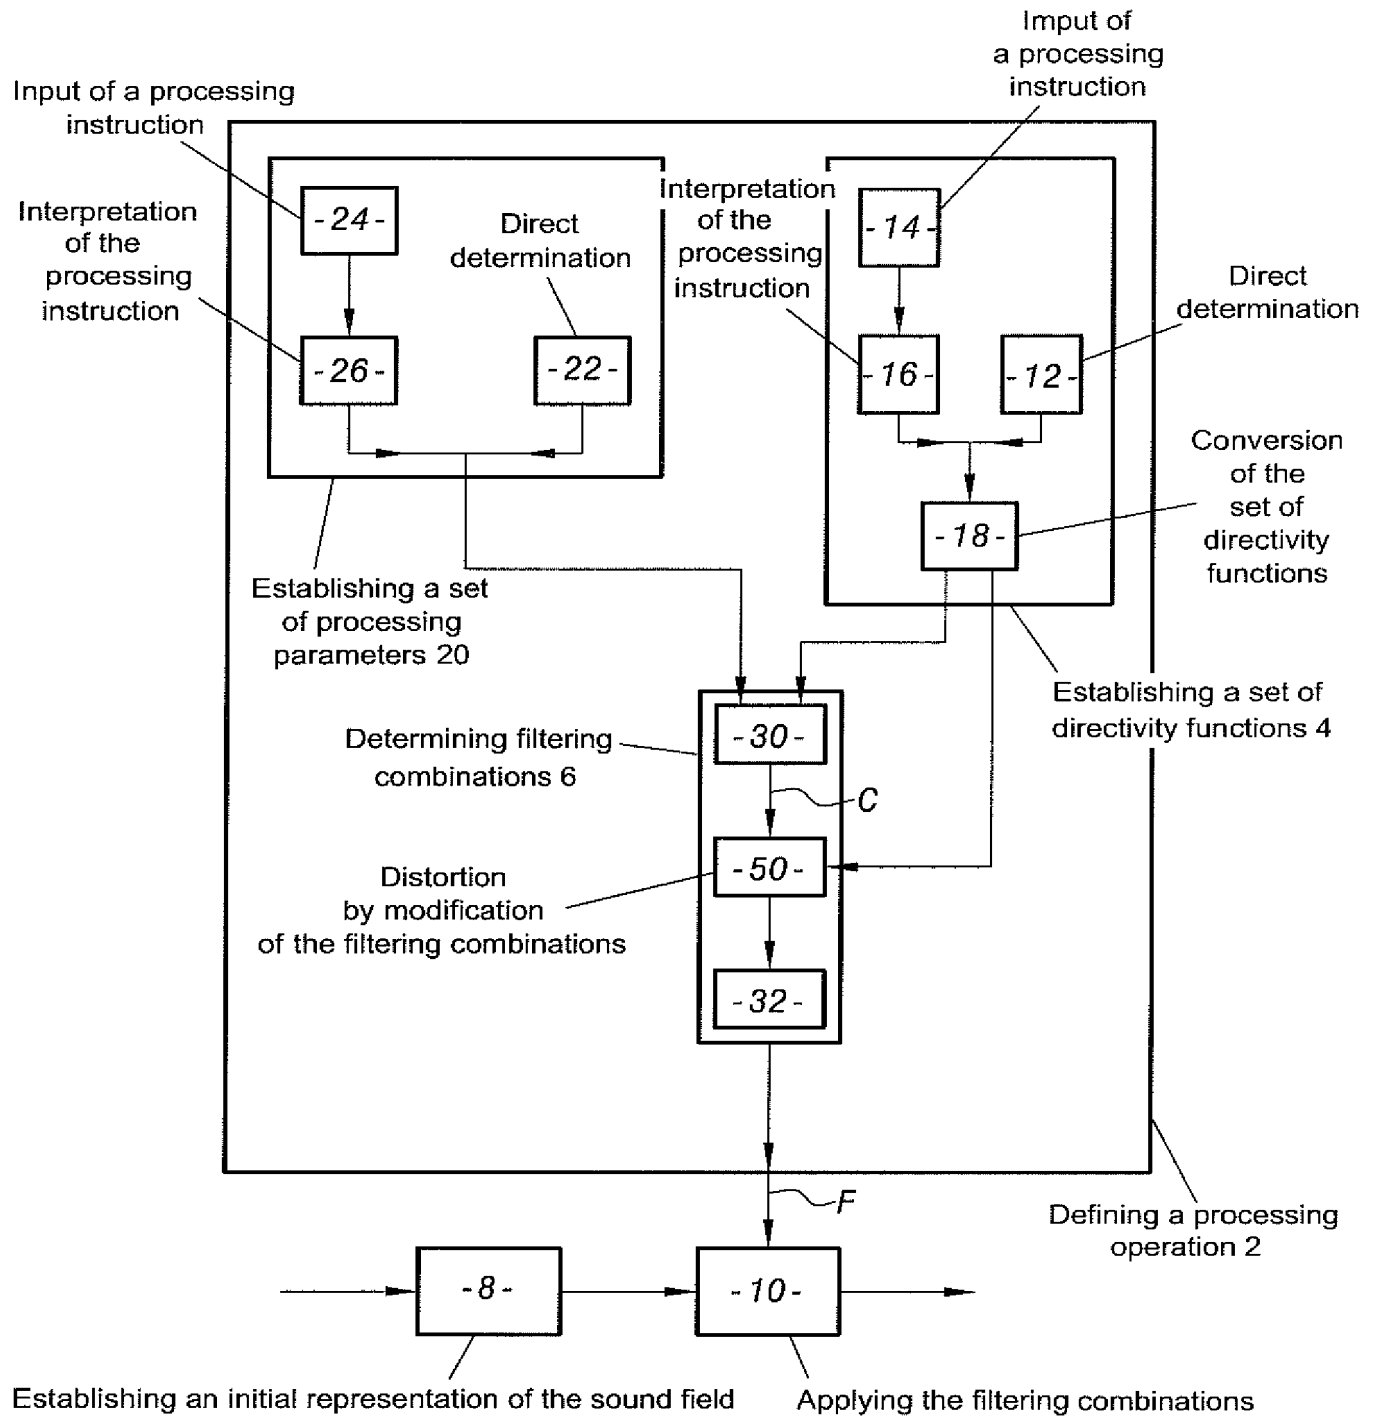 Imput of
a processing
instruction
Input of a processing
instruction
Interpretation
of the
processing
instruction
-24-
Direct
determination
-26-
-22-
Interpretation
of the
processing
instruction
-14-
-16-
-12-
Direct
determination
Conversion
of the
set of
directivity
functions
-18-
Establishing a set
of processing
parameters 20
Establishing a set of
directivity functions 4
Determining filtering
combinations 6
-30-
C
-50-
Distortion
by modification
of the filtering combinations
-32-
F
Defining a processing
operation 2
-8-
-10-
Establishing an initial representation of the sound field
Applying the filtering combinations